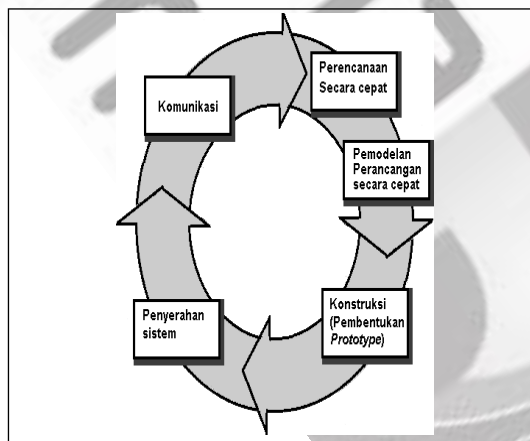 Komunikasi
Perencanaan
Secara cepat
Pemodelan
Perancangan
secara cepat
Konstruksi
(Pembentukan
Prototype)
Penyerahan
sistem